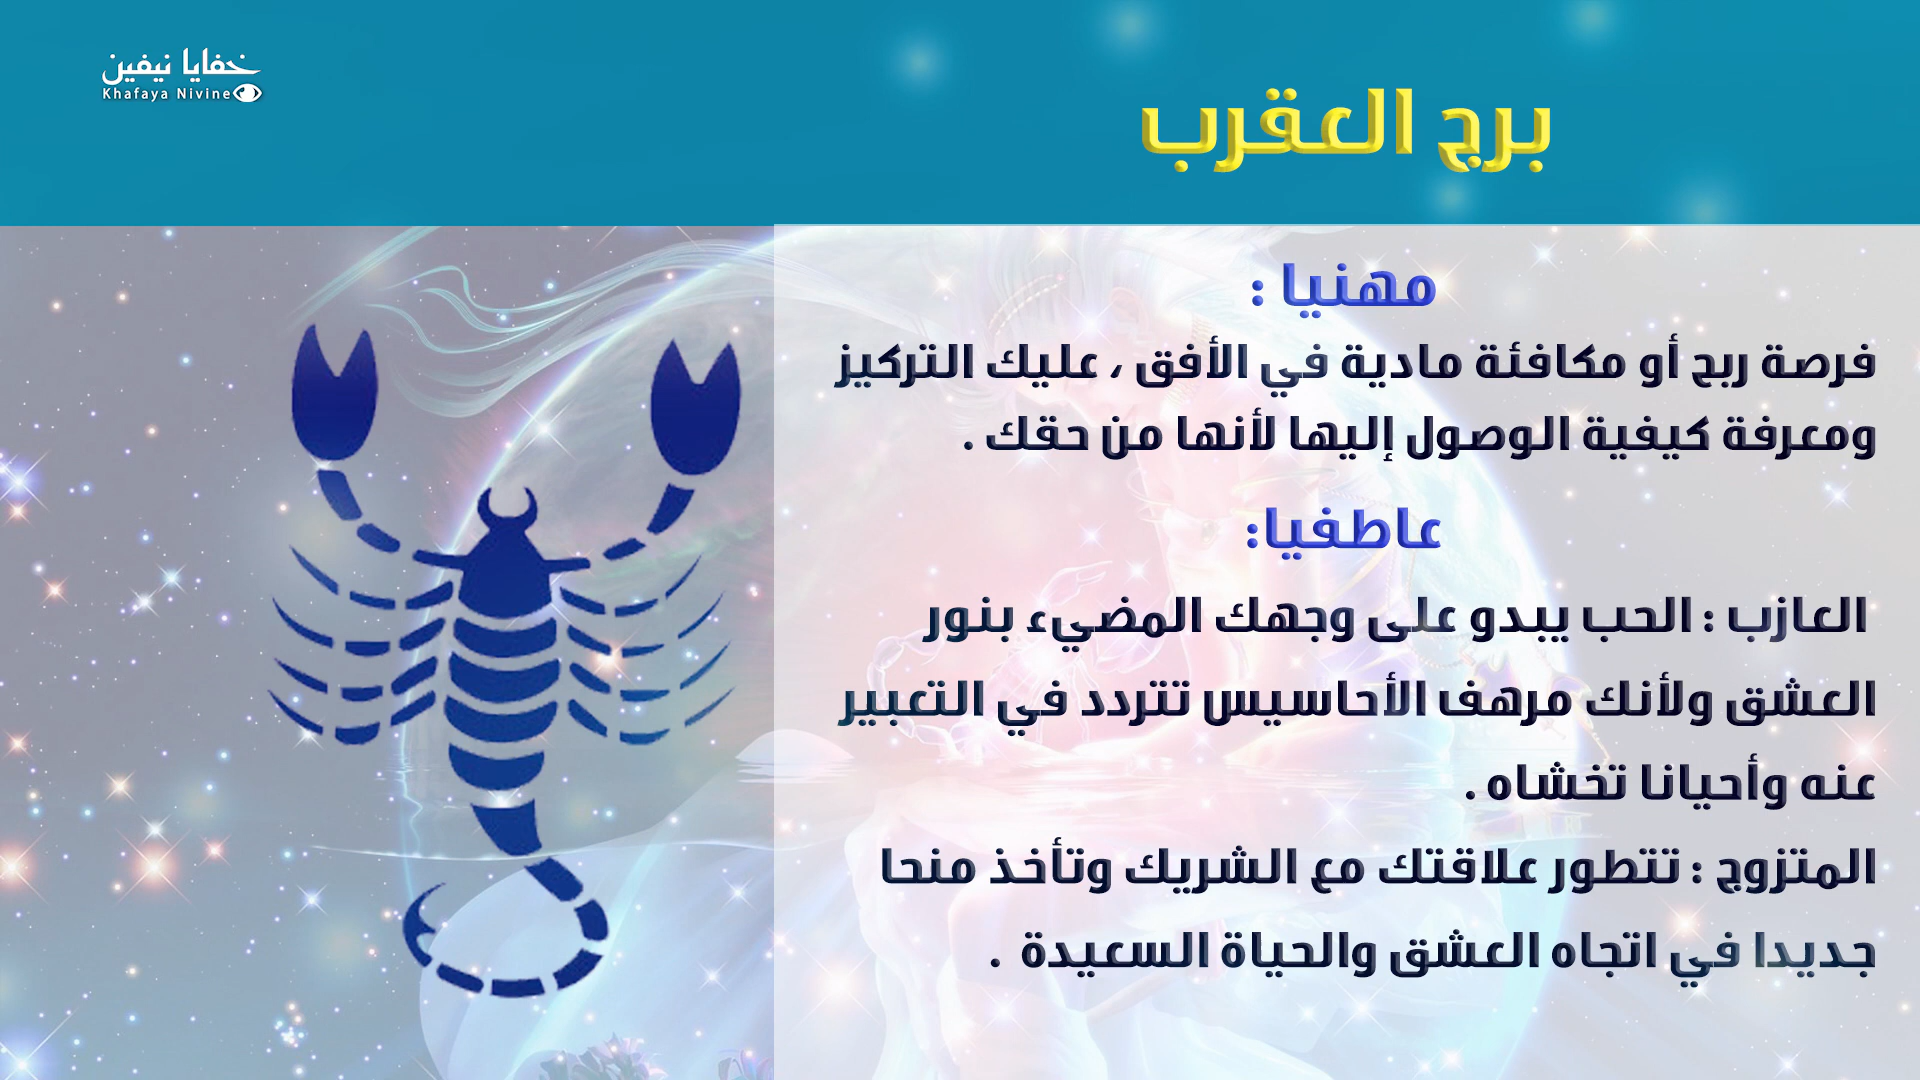 خفايا نيفين
Khafaya Nivine
برج العقرب
مهنيا :
فرصة ربح أو مكافئة مادية في الأفق ، عليك التركيز
ومعرفة كيفية الوصول إليها لأنها من حقك .
عاطفيا:
العازب : الحب يبدو على وجهك المضيء بنور
العشق ولأنك مرهف الأحاسيس تتردد في التعبير
عنه وأحيانا تخشاه .
المتزوج : تتطور علاقتك مع الشريك وتأخذ منحا
جديدا في اتجاه العشق والحياة السعيدة .